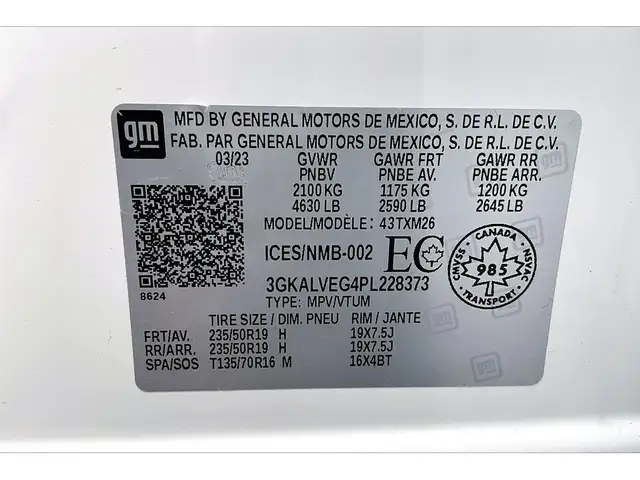 gm
MFD BY GENERAL MOTORS DE MEXICO, S. DE R.L. DE C.V.
FAB. PAR GENERAL MOTORS DE MEXICO, S. DE R.L. DE C.V.
03/23 GVWR GAWR FRT GAWR RR
PNBV PNBE AV. PNBE ARR.
2100 KG 1175 KG 1200 KG
4630 LB 2590 LB 2645 LB
MODEL/MODÈLE: 43TXM26
ICES/NMB-002 EC
CANADA
CMVSS 985 NSVAC
TRANSPORT
3GKALVEG4PL228373
8624 TYPE: MPV/VTUM
TIRE SIZE / DIM. PNEU RIM / JANTE
FRT/AV. 235/50R19 H 19X7.5J
RR/ARR. 235/50R19 H 19X7.5J
SPA/SOS T135/70R16 M 16X4BT